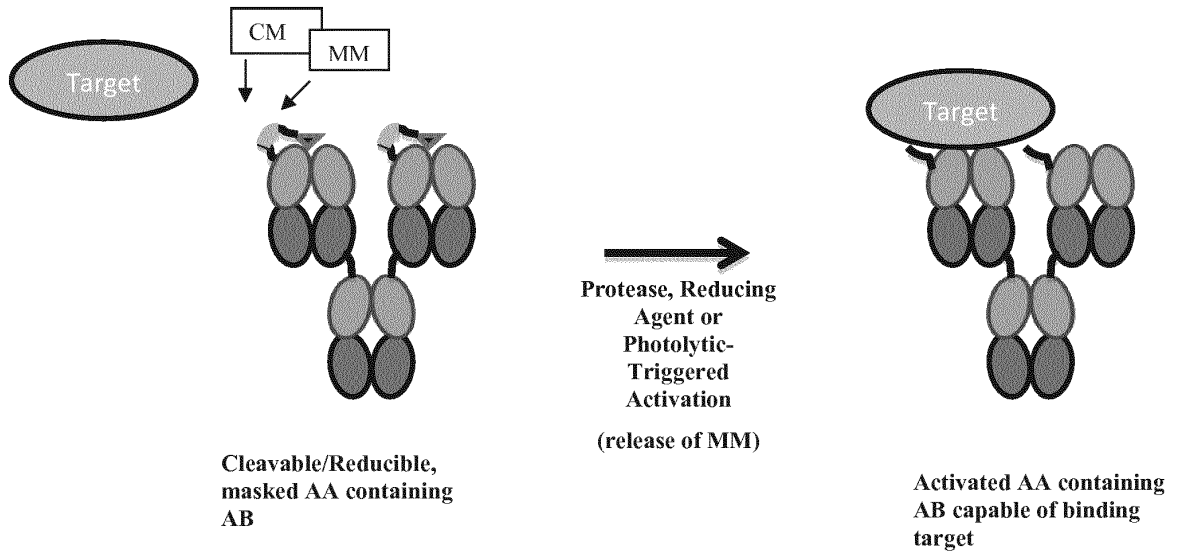 Target
CM
MM
Target
Protease, Reducing
Agent or
Photolytic-
Triggered
Activation
(release of MM)
Cleavable/Reducible,
masked AA containing
AB
Activated AA containing
AB capable of binding
target